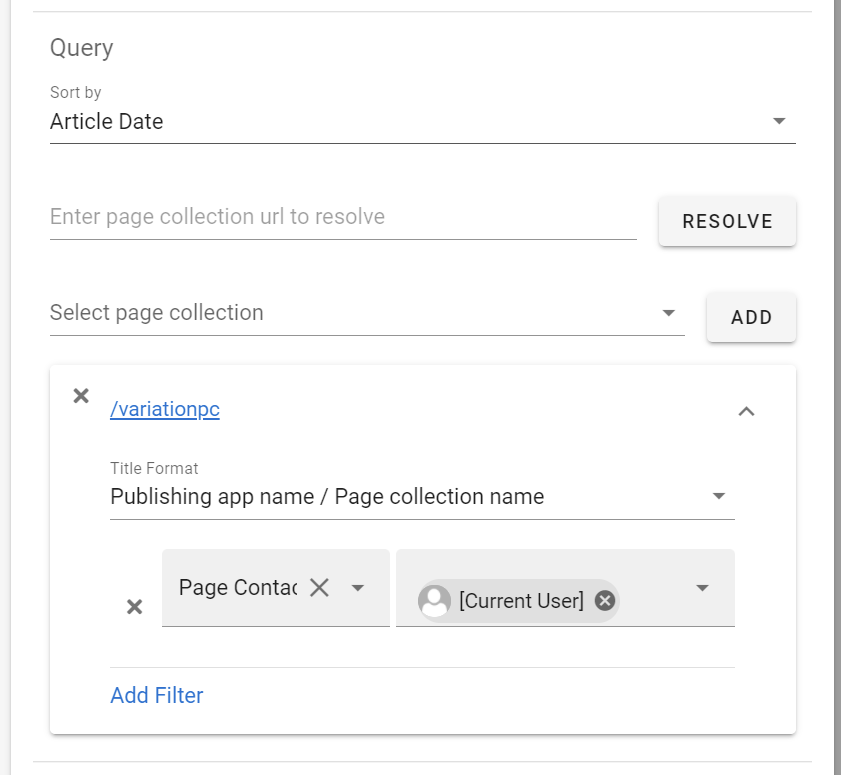 Query
Sort by
Article Date
Enter page collection url to resolve
RESOLVE
Select page collection
ADD
/variationpc
Title Format
Publishing app name / Page collection name
Page Contac
[Current User]
Add Filter